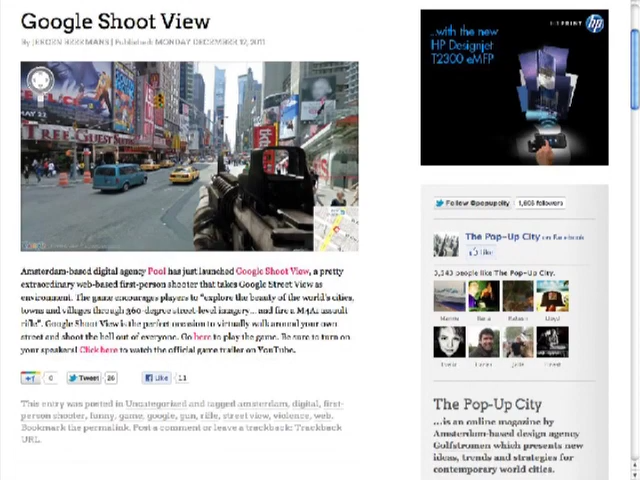 Google Shoot View
By JEROEN BEEKMANS | Published: MONDAY DECEMBER 12, 2011
MAY 22
TREE GUEST
Amsterdam-based digital agency Pool has just launched Google Shoot View, a pretty
extraordinary web-based first-person shooter that takes Google Street View as
environment. The game encourages players to “explore the beauty of the world's cities,
towns and villages through 360-degree street-level imagery... and fire a M4A1 assault
rifle”. Google Shoot View is the perfect occasion to virtually walk around your own
street and shoot the hell out of everyone. Go here to play the game. Be sure to turn on
your speakers! Click here to watch the official game trailer on YouTube.
+1 0 Tweet 26 Like 11
This entry was posted in Uncategorized and tagged amsterdam, digital, first-
person shooter, funny, game, google, gun, rifle, street view, violence, web.
Bookmark the permalink. Post a comment or leave a trackback: Trackback
URL.
hp
...with the new
HP Designjet
T2300 eMFP
Follow @popupcity
followers
The Pop-Up City on Facebook
Like
3,343 people like The Pop-Up City.
The Pop-Up City
...is an online magazine by
Amsterdam-based design agency
Golfstromen which presents new
ideas, trends and strategies for
contemporary world cities.